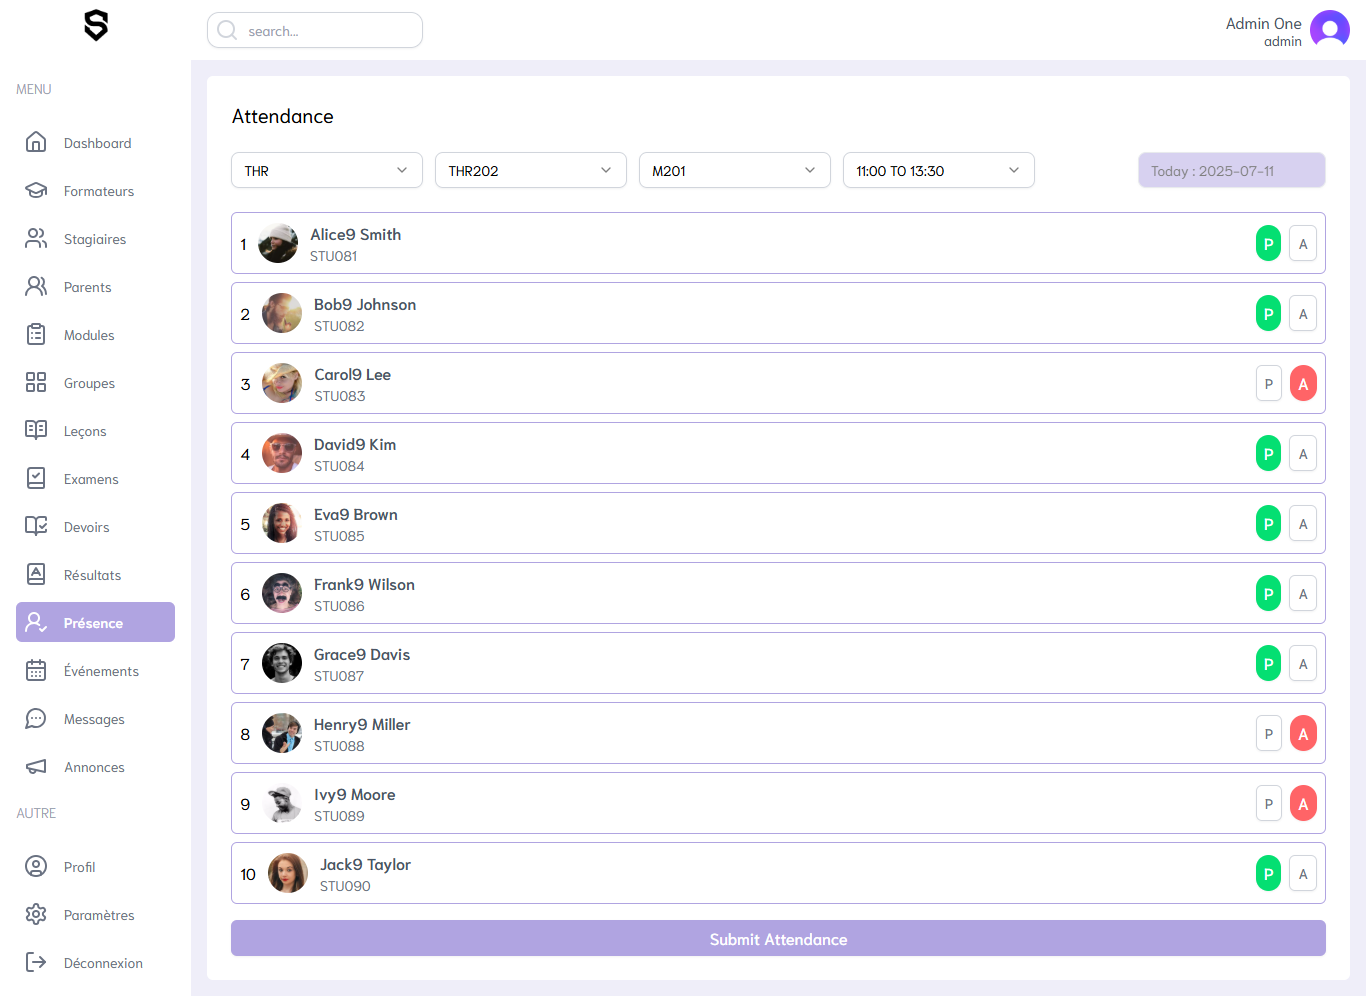 search...
Admin One
admin
MENU
Dashboard
Formateurs
Stagiaires
Parents
Modules
Groupes
Leçons
Examens
Devoirs
Résultats
Présence
Événements
Messages
Annonces
AUTRE
Profil
Paramètres
Déconnexion
Attendance
THR THR202 M201 11:00 TO 13:30 Today : 2025-07-11
1 Alice9 Smith P A
STU081
2 Bob9 Johnson P A
STU082
3 Carol9 Lee P A
STU083
4 David9 Kim P A
STU084
5 Eva9 Brown P A
STU085
6 Frank9 Wilson P A
STU086
7 Grace9 Davis P A
STU087
8 Henry9 Miller P A
STU088
9 Ivy9 Moore P A
STU089
10 Jack9 Taylor P A
STU090
Submit Attendance